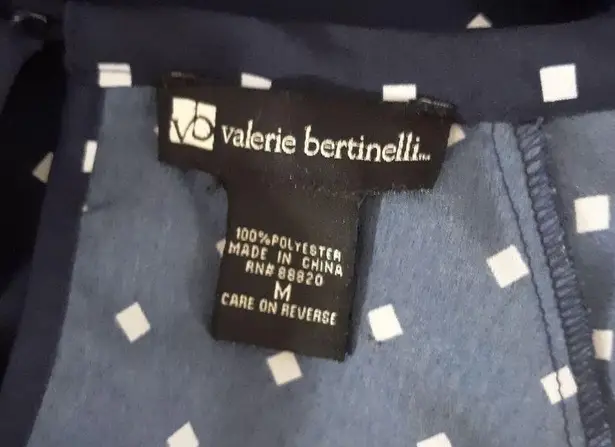 vb valerie bertinelli
100% POLYESTER
MADE IN CHINA
RN# 88820
M
CARE ON REVERSE